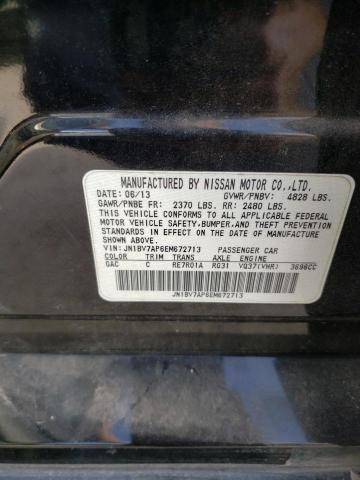 MANUFACTURED BY NISSAN MOTOR CO.,LTD.
DATE: 06/13 GVWR/PNBV: 4828 LBS.
GAWR/PNBE FR: 2370 LBS. RR: 2480 LBS.
THIS VEHICLE CONFORMS TO ALL APPLICABLE FEDERAL
MOTOR VEHICLE SAFETY,BUMPER,AND THEFT PREVENTION
STANDARDS IN EFFECT ON THE DATE OF MANUFACTURE
SHOWN ABOVE.
VIN: JN1BV7AP6EM672713 PASSENGER CAR
COLOR TRIM TRANS AXLE ENGINE
GAC C RE7R01A RG31 VQ37(VHR) 3696CC
JN1BV7AP6EM672713